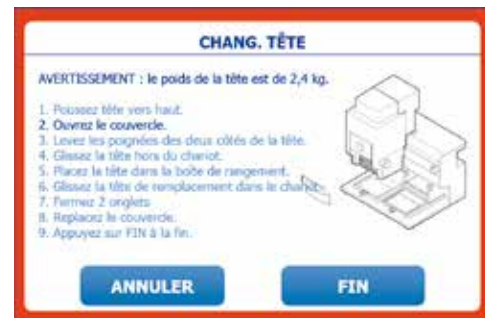 CHANG. TÊTE
AVERTISSEMENT : le poids de la tête est de 2,4 kg.
1. Poussez tête vers haut.
2. Ouvrez le couvercle.
3. Levez les poignées des deux côtés de la tête.
4. Glissez la tête hors du chariot.
5. Placez la tête dans la boîte de rangement.
6. Glissez la tête de remplacement dans le chariot.
7. Fermez 2 onglets
8. Replacez le couvercle.
9. Appuyez sur FIN à la fin.
ANNULER
FIN